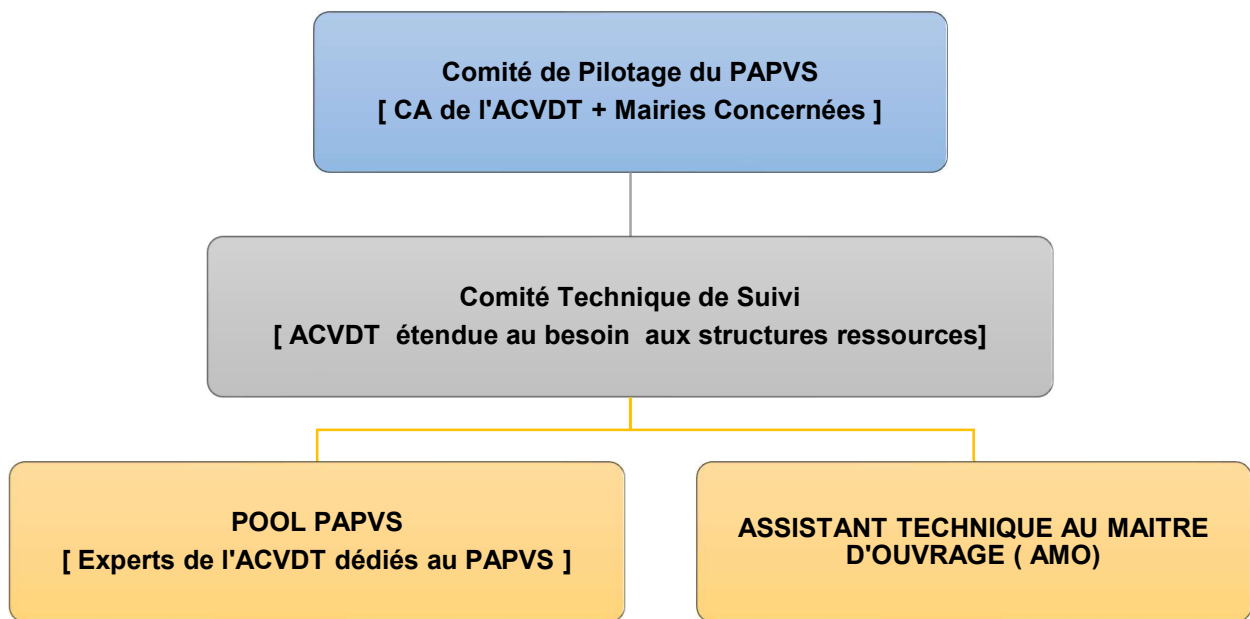 Comité de Pilotage du PAPVS
[ CA de l'ACVDT + Mairies Concernées ]
Comité Technique de Suivi
[ ACVDT étendue au besoin aux structures ressources]
POOL PAPVS
[ Experts de l'ACVDT dédiés au PAPVS ]
ASSISTANT TECHNIQUE AU MAITRE
D'OUVRAGE ( AMO)